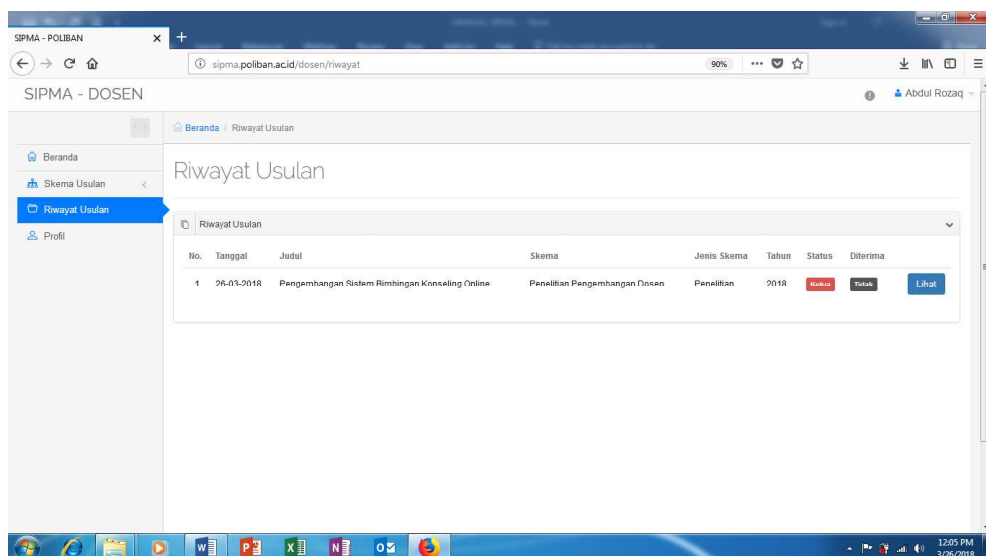 SIPMA - POLIBAN
sipma.poliban.ac.id/dosen/riwayat
90%
SIPMA - DOSEN
Abdul Rozaq
Beranda / Riwayat Usulan
Beranda
Skema Usulan
Riwayat Usulan
Profil
Riwayat Usulan
Riwayat Usulan
No. Tanggal Judul Skema Jenis Skema Tahun Status Diterima
1 26-03-2018 Pengembangan Sistem Bimbingan Konseling Online Penelitian Pengembangan Dosen Penelitian 2018 Ketua Tidak Lihat
12:05 PM
3/26/2018